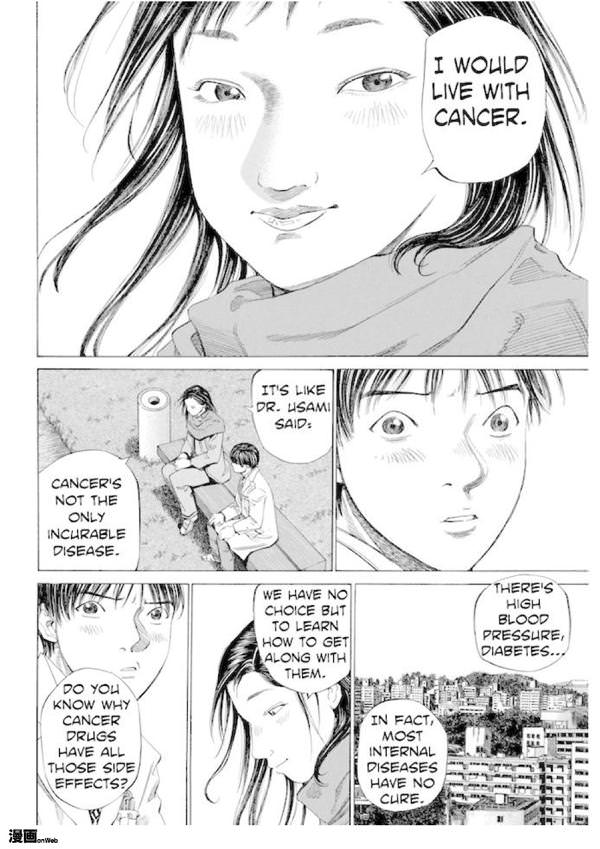 I WOULD
LIVE WITH
CANCER.
IT'S LIKE
DR. USAMI
SAID:
CANCER'S
NOT THE
ONLY
INCURABLE
DISEASE.
THERE'S
HIGH
BLOOD
PRESSURE,
DIABETES...
IN FACT,
MOST
INTERNAL
DISEASES
HAVE NO
CURE.
WE HAVE NO
CHOICE BUT
TO LEARN
HOW TO GET
ALONG WITH
THEM.
DO YOU
KNOW WHY
CANCER
DRUGS
HAVE ALL
THOSE SIDE
EFFECTS?
漫画onWeb